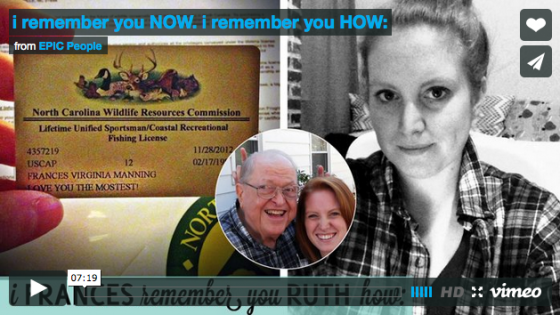 i remember you NOW. i remember you HOW:
from EPIC People
North Carolina Wildlife Resources Commission
Lifetime Unified Sportsman/Coastal Recreational
Fishing License
4357219 11/28/2012
USCAP 12 02/17/19
FRANCES VIRGINIA MANNING
LOVE YOU THE MOSTEST!
NOR
07:19
i FRANCES remember you RUTH how:
HD vimeo